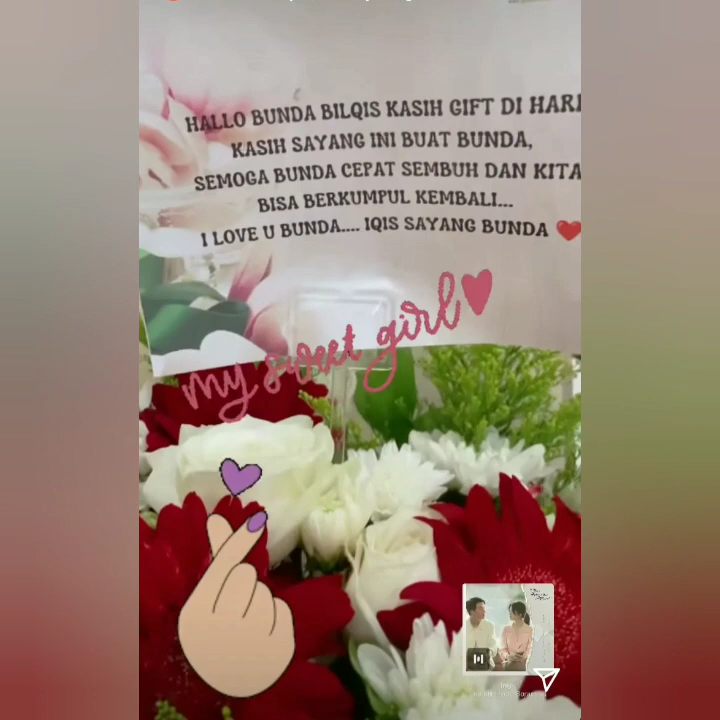 HALLO BUNDA BILQIS KASIH GIFT DI HARI
KASIH SAYANG INI BUAT BUNDA,
SEMOGA BUNDA CEPAT SEMBUH DAN KITA
BISA BERKUMPUL KEMBALI...
I LOVE U BUNDA.... IQIS SAYANG BUNDA ❤️
my sweet girl♥